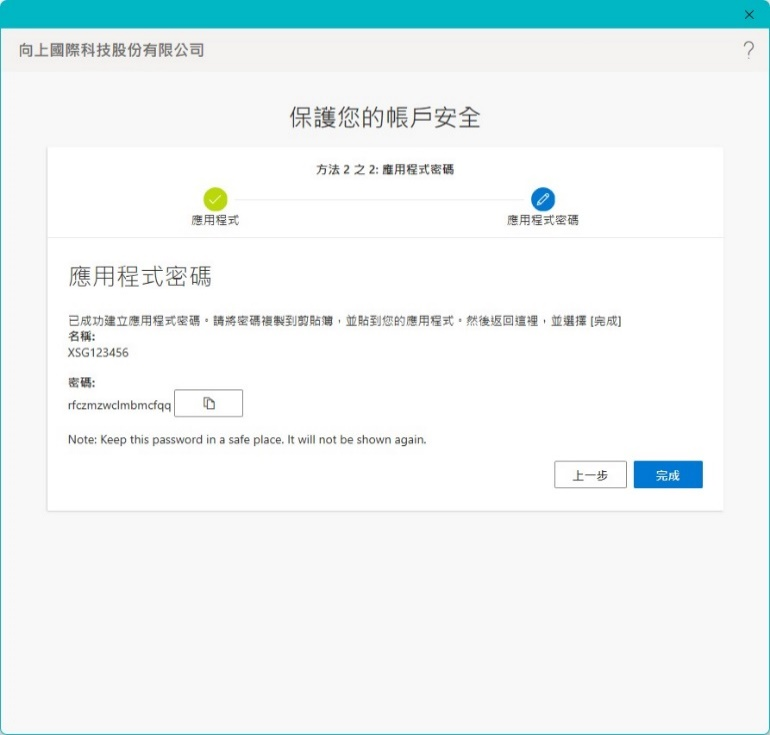 向上國際科技股份有限公司
?
保護您的帳戶安全
方法 2 之 2: 應用程式密碼
應用程式
應用程式密碼
應用程式密碼
已成功建立應用程式密碼。請將密碼複製到剪貼簿，並貼到您的應用程式。然後返回這裡，並選擇 [完成]
名稱:
XSG123456
密碼:
rfczmzwclmbmcfqq
Note: Keep this password in a safe place. It will not be shown again.
上一步
完成